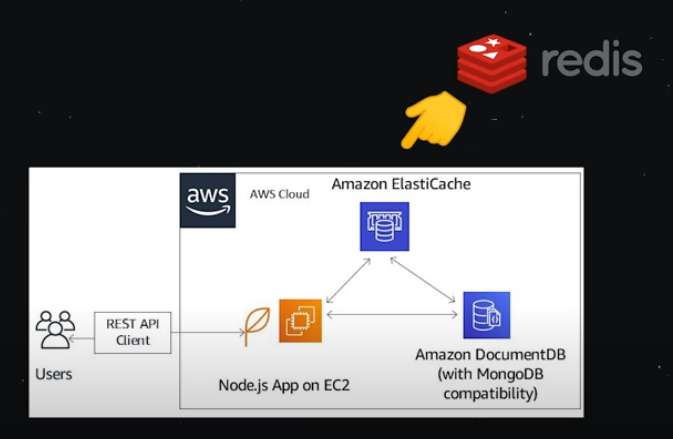 redis
aws
AWS Cloud
Amazon ElastiCache
REST API
Client
Users
Node.js App on EC2
Amazon DocumentDB
(with MongoDB
compatibility)